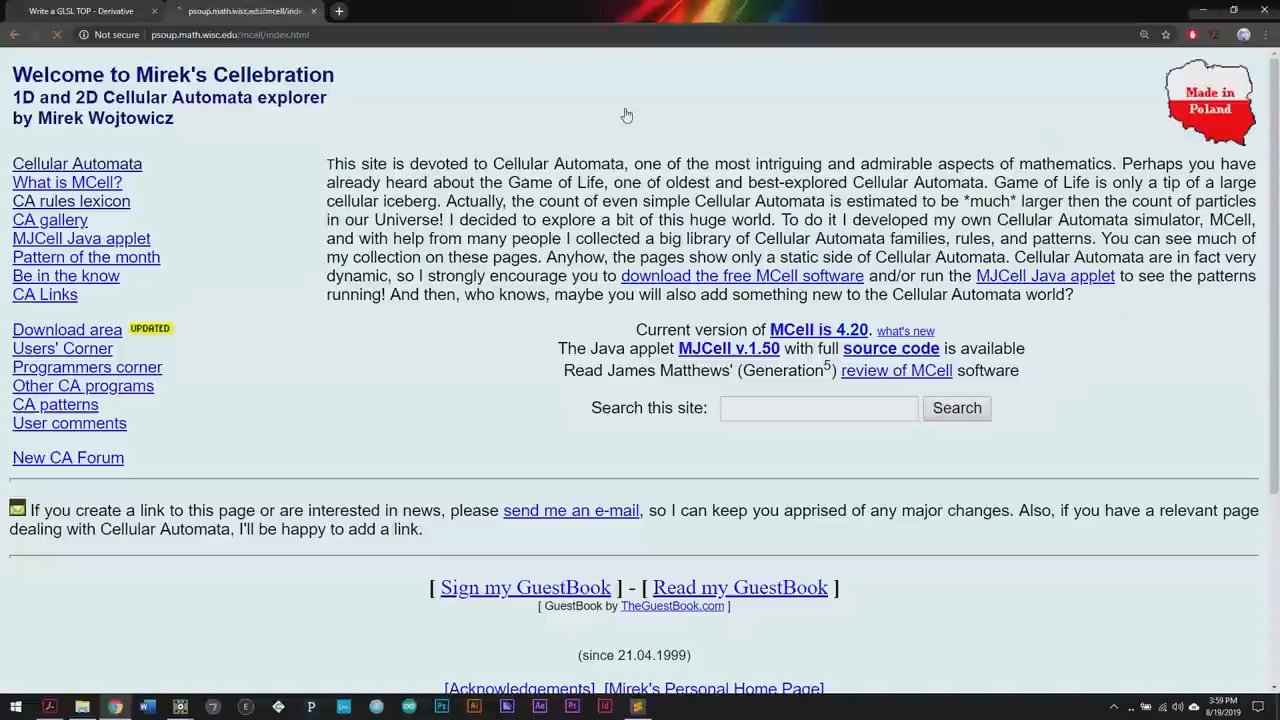 Write a GLSL TOP - Derivative
psoup.math.wisc.edu/mcell/inde
Not secure
psoup.math.wisc.edu/mcell/index.html
Welcome to Mirek's Cellebration
1D and 2D Cellular Automata explorer
by Mirek Wojtowicz
Made in
Poland
Cellular Automata
What is MCell?
CA rules lexicon
CA gallery
MJCell Java applet
Pattern of the month
Be in the know
CA Links
Download area UPDATED
Users' Corner
Programmers corner
Other CA programs
CA patterns
User comments
New CA Forum
This site is devoted to Cellular Automata, one of the most intriguing and admirable aspects of mathematics. Perhaps you have
already heard about the Game of Life, one of oldest and best-explored Cellular Automata. Game of Life is only a tip of a large
cellular iceberg. Actually, the count of even simple Cellular Automata is estimated to be *much* larger then the count of particles
in our Universe! I decided to explore a bit of this huge world. To do it I developed my own Cellular Automata simulator, MCell,
and with help from many people I collected a big library of Cellular Automata families, rules, and patterns. You can see much of
my collection on these pages. Anyhow, the pages show only a static side of Cellular Automata. Cellular Automata are in fact very
dynamic, so I strongly encourage you to download the free MCell software and/or run the MJCell Java applet to see the patterns
running! And then, who knows, maybe you will also add something new to the Cellular Automata world?
Current version of MCell is 4.20. what's new
The Java applet MJCell v.1.50 with full source code is available
Read James Matthews' (Generation5) review of MCell software
Search this site:
Search
If you create a link to this page or are interested in news, please send me an e-mail, so I can keep you apprised of any major changes. Also, if you have a relevant page
dealing with Cellular Automata, I'll be happy to add a link.
[ Sign my GuestBook ] - [ Read my GuestBook ]
[ GuestBook by TheGuestBook.com ]
(since 21.04.1999)
[Acknowledgements] [Mirek's Personal Home Page]
3:59 PM
8/19/2019